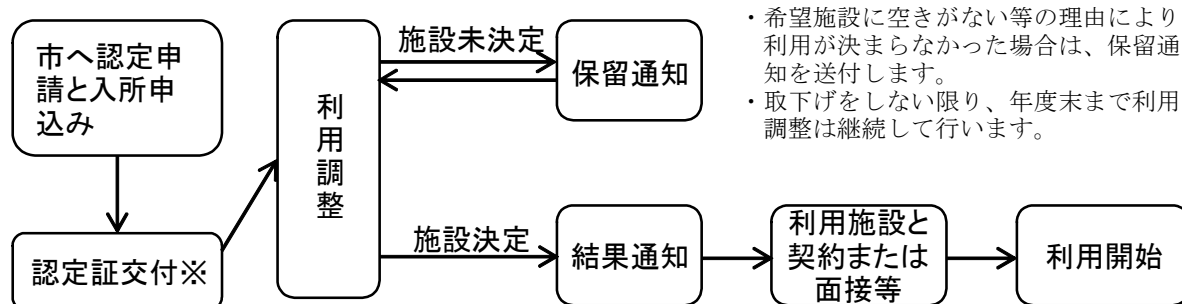 市へ認定申
請と入所申
込み
認定証交付※
利
用
調
整
施設未決定
保留通知
・希望施設に空きがない等の理由により
利用が決まらなかった場合は、保留通
知を送付します。
・取下げをしない限り、年度末まで利用
調整は継続して行います。
施設決定
結果通知
利用施設と
契約または
面接等
利用開始